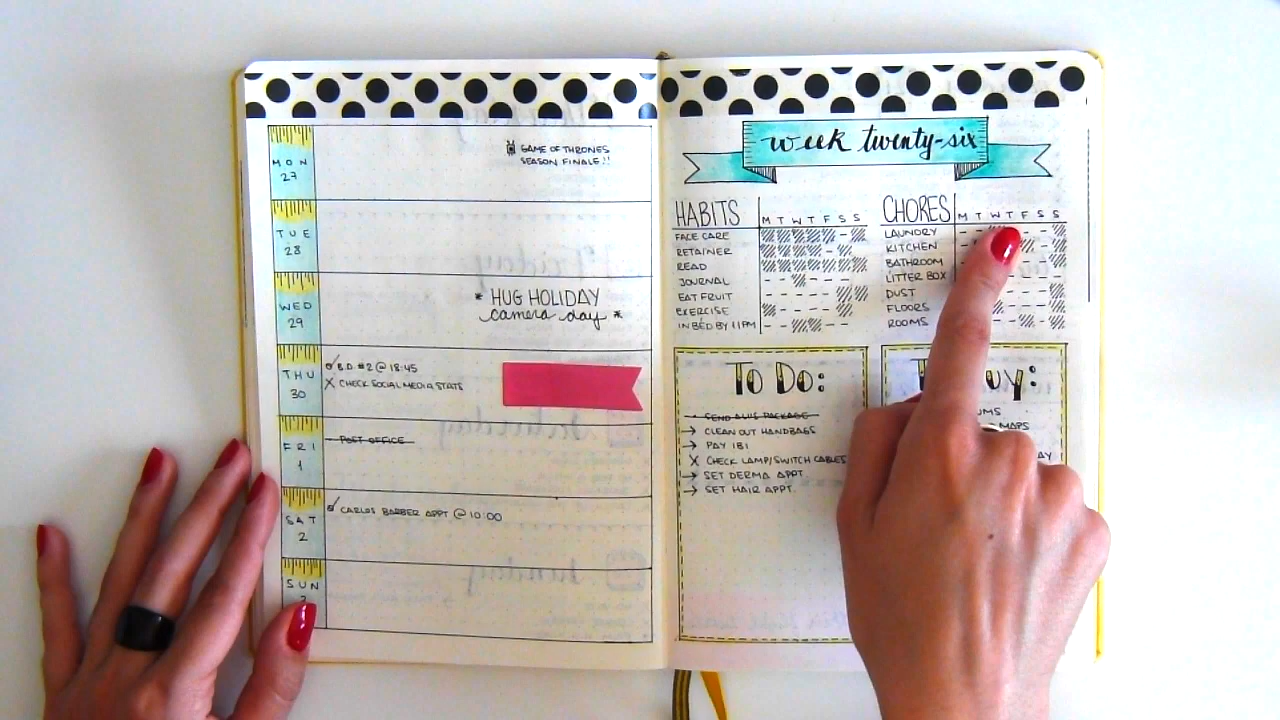 MON
27
GAME OF THRONES
SEASON FINALE!!
TUE
28
WED
29
* HUG HOLIDAY
camera day *
THU
30
B.D. #2 @ 18:45
X CHECK SOCIAL MEDIA STATS
FRI
1
- POST OFFICE
SAT
2
CARLOS BARBER APPT @ 10:00
SUN
week twenty-six
HABITS M T W T F S S
FACE CARE
RETAINER
READ
JOURNAL
EAT FRUIT
EXERCISE
IN BED BY 11PM
CHORES M T W T F S S
LAUNDRY
KITCHEN
BATHROOM
LITTER BOX
DUST
FLOORS
ROOMS
To Do:
PACKAGE
→ CLEAN OUT HANDBAGS
→ PAY IBI
X CHECK LAMP/SWITCH CABLES
→ SET DERMA APPT.
→ SET HAIR APPT.
MAPS